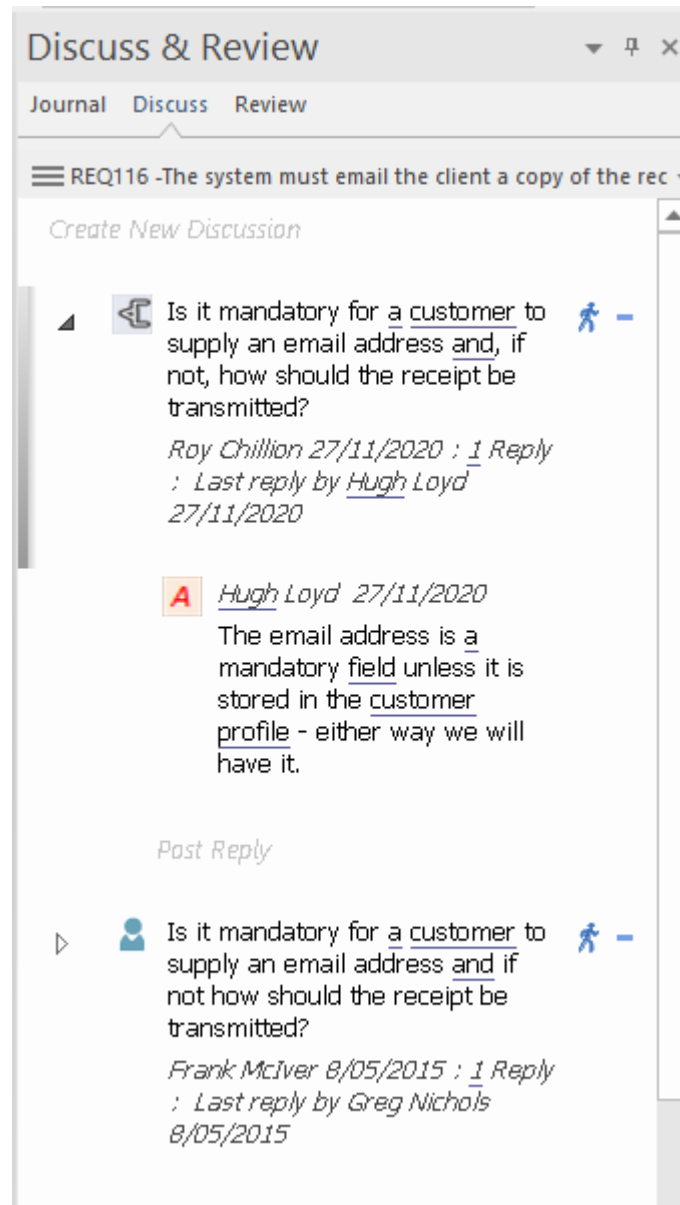 Discuss & Review
Journal Discuss Review
REQ116 -The system must email the client a copy of the rec
Create New Discussion
Is it mandatory for a customer to
supply an email address and, if
not, how should the receipt be
transmitted?
Roy Chillion 27/11/2020 : 1 Reply
: Last reply by Hugh Loyd
27/11/2020
A Hugh Loyd 27/11/2020
The email address is a
mandatory field unless it is
stored in the customer
profile - either way we will
have it.
Post Reply
Is it mandatory for a customer to
supply an email address and if
not how should the receipt be
transmitted?
Frank McIver 8/05/2015 : 1 Reply
: Last reply by Greg Nichols
8/05/2015